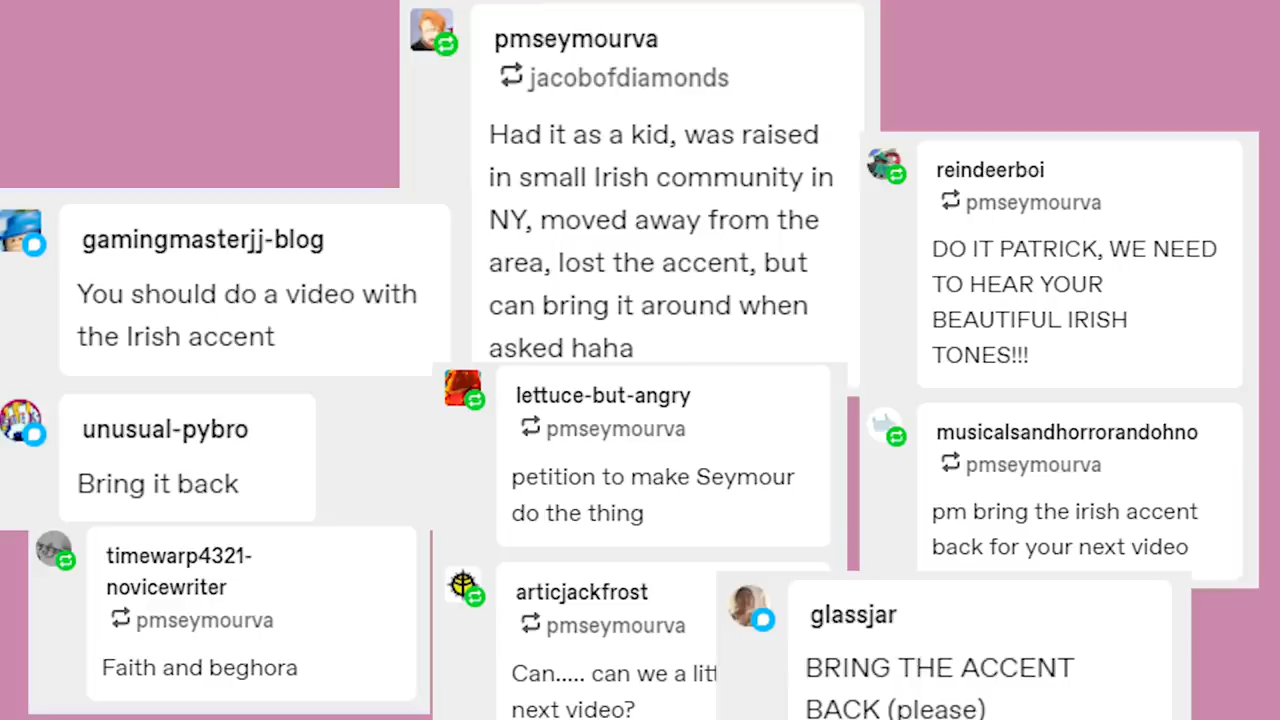 pmseymourva
jacobofdiamonds
Had it as a kid, was raised
in small Irish community in
NY, moved away from the
area, lost the accent, but
can bring it around when
asked haha
gamingmasterjj-blog
You should do a video with
the Irish accent
unusual-pybro
Bring it back
timewarp4321-
novicewriter
pmseymourva
Faith and beghora
lettuce-but-angry
pmseymourva
petition to make Seymour
do the thing
articjackfrost
pmseymourva
Can..... can we a litt
next video?
reindeerboi
pmseymourva
DO IT PATRICK, WE NEED
TO HEAR YOUR
BEAUTIFUL IRISH
TONES!!!
musicalsandhorrorandohno
pmseymourva
pm bring the irish accent
back for your next video
glassjar
BRING THE ACCENT
BACK (please)